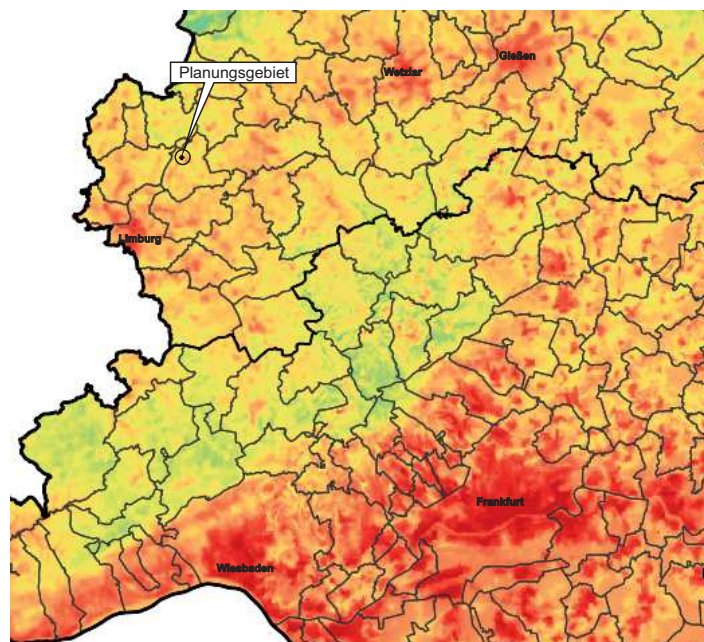 Gießen
Wetzlar
Planungsgebiet
Limburg
Frankfurt
Wiesbaden